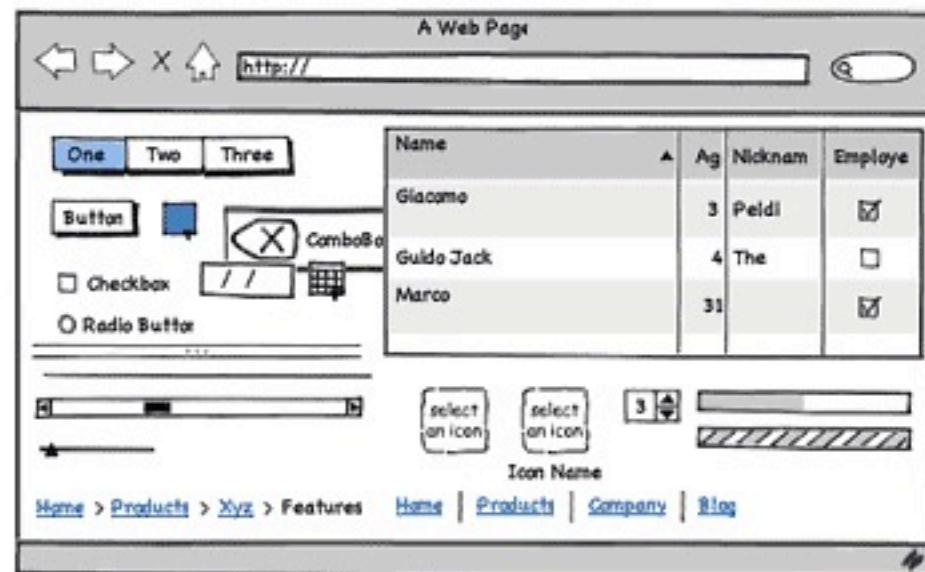 A Web Page
http://
One Two Three
Name Ag Nicknam Employe
Button
Giacomo 3 Peldi
ComboBo
Guido Jack 4 The
Checkbox
/ /
Marco 31
Radio Button
select an icon
select an icon
3
Icon Name
Home > Products > Xyz > Features
Home | Products | Company | Blog